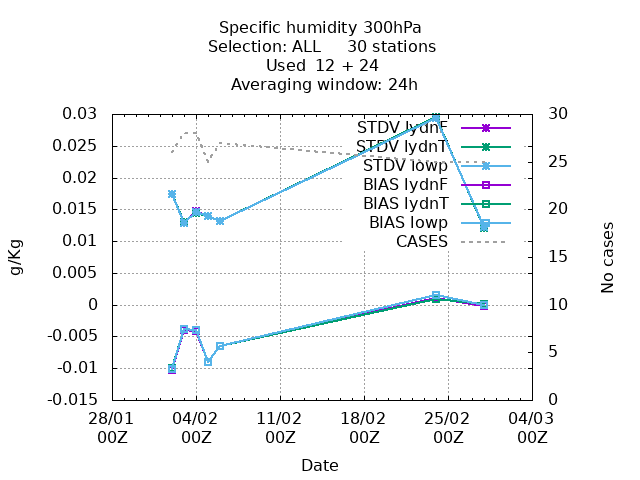 Specific humidity 300hPa
Selection: ALL 30 stations
Used 12 + 24
Averaging window: 24h
0.03
0.025
0.02
0.015
0.01
0.005
0
-0.005
-0.01
-0.015
g/Kg
30
25
20
15
10
5
0
No cases
STDV lydnF
STDV lydnT
STDV lowp
BIAS lydnF
BIAS lydnT
BIAS lowp
CASES
28/01 04/02 11/02 18/02 25/02 04/03
00Z 00Z 00Z 00Z 00Z 00Z
Date